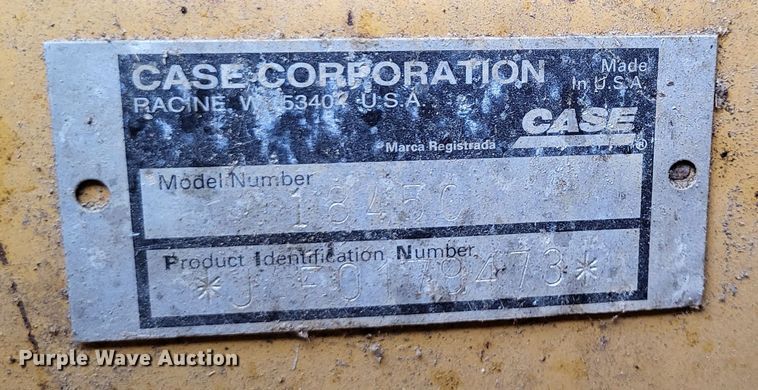 CASE CORPORATION
RACINE, WI 53404 U.S.A.
Made
In U.S.A.
CASE
®
Marca Registrada
Model Number
1845C
Product Identification Number
Purple Wave Auction